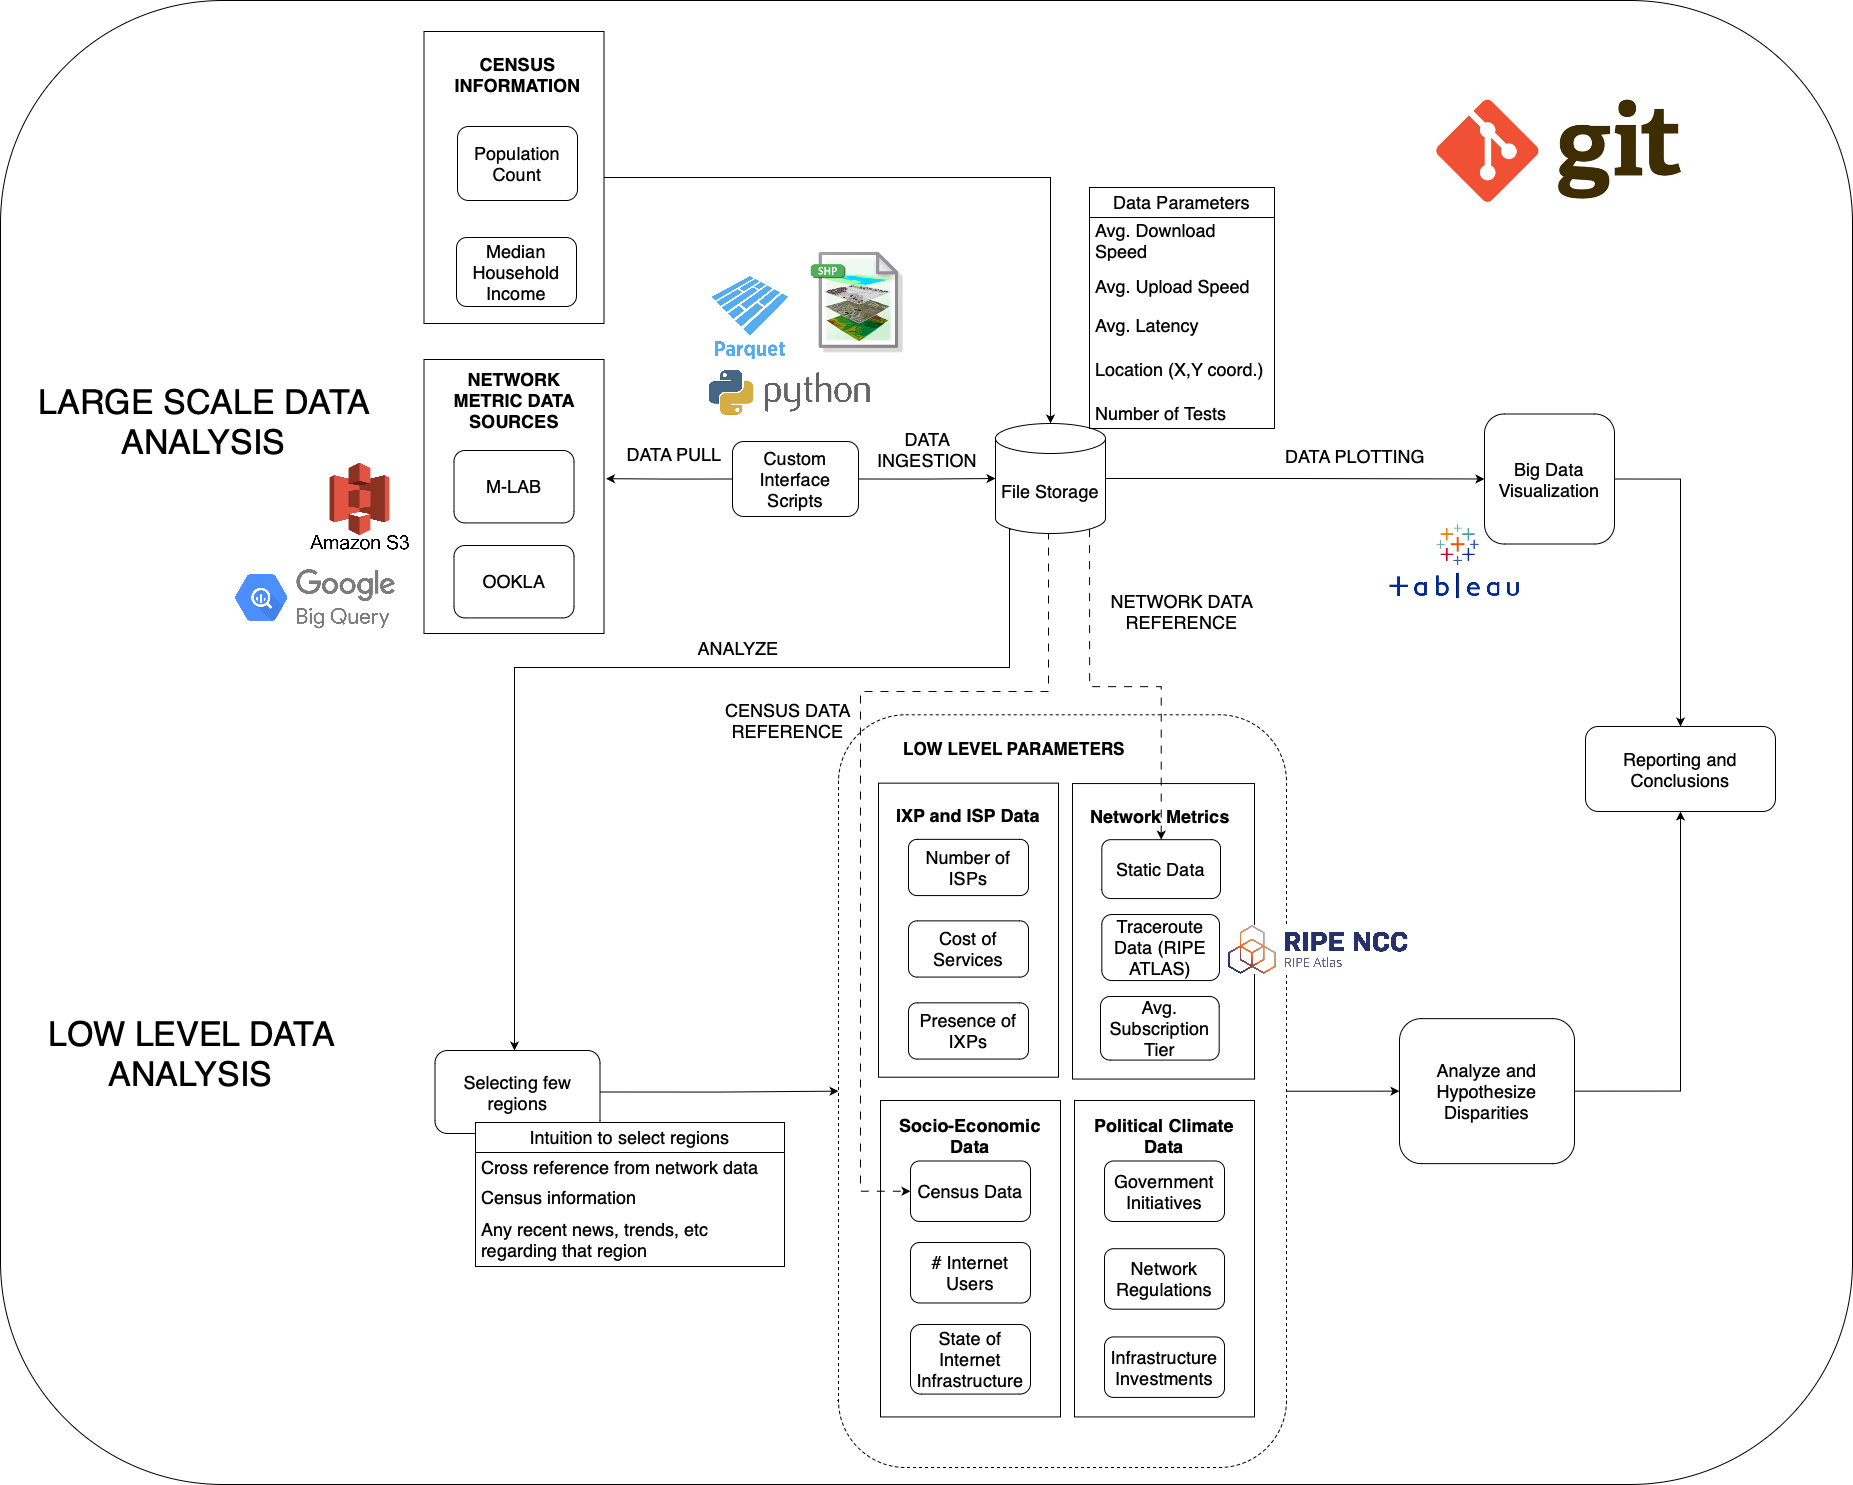 CENSUS
INFORMATION
Population
Count
Median
Household
Income
git
Data Parameters
Avg. Download
Speed
Avg. Upload Speed
Avg. Latency
Location (X,Y coord.)
Number of Tests
SHP
Parquet
python
LARGE SCALE DATA
ANALYSIS
NETWORK
METRIC DATA
SOURCES
M-LAB
OOKLA
Amazon S3
Google
Big Query
DATA PULL
Custom
Interface
Scripts
DATA
INGESTION
File Storage
DATA PLOTTING
Big Data
Visualization
+ableau
NETWORK DATA
REFERENCE
ANALYZE
CENSUS DATA
REFERENCE
Reporting and
Conclusions
LOW LEVEL PARAMETERS
IXP and ISP Data
Number of
ISPs
Cost of
Services
Presence of
IXPs
Network Metrics
Static Data
Traceroute
Data (RIPE
ATLAS)
Avg.
Subscription
Tier
RIPE NCC
RIPE Atlas
LOW LEVEL DATA
ANALYSIS
Selecting few
regions
Intuition to select regions
Cross reference from network data
Census information
Any recent news, trends, etc
regarding that region
Socio-Economic
Data
Census Data
# Internet
Users
State of
Internet
Infrastructure
Political Climate
Data
Government
Initiatives
Network
Regulations
Infrastructure
Investments
Analyze and
Hypothesize
Disparities